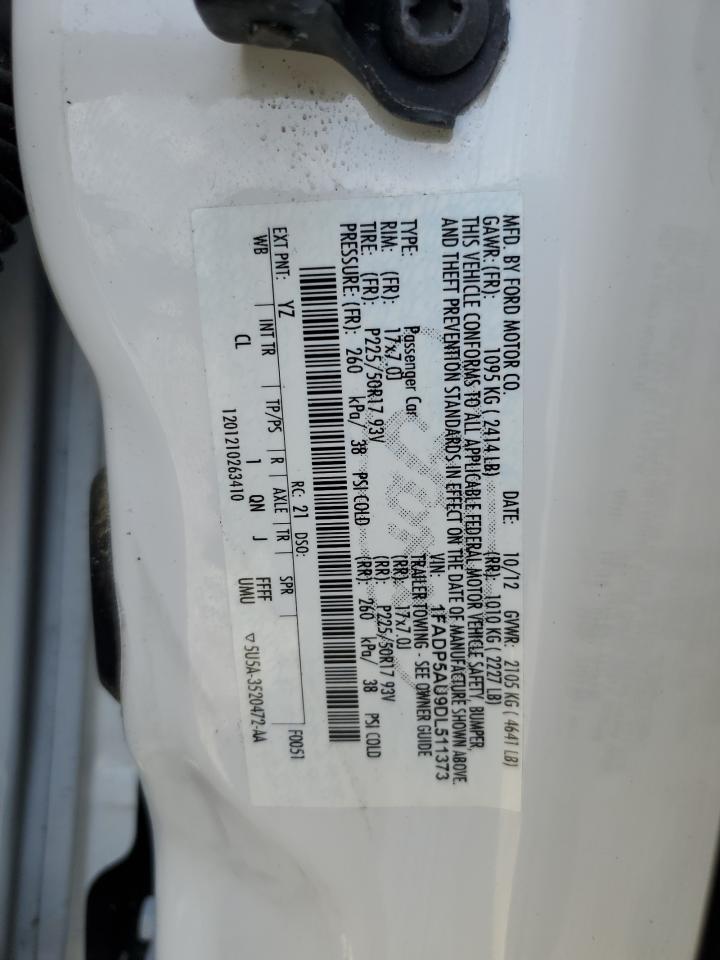 MFD. BY FORD MOTOR CO. DATE: 10/12 GVWR: 2105 KG ( 4641 LB)
GAWR: (FR): 1095 KG ( 2414 LB) (RR): 1010 KG ( 2227 LB)
THIS VEHICLE CONFORMS TO ALL APPLICABLE FEDERAL MOTOR VEHICLE SAFETY, BUMPER,
AND THEFT PREVENTION STANDARDS IN EFFECT ON THE DATE OF MANUFACTURE SHOWN ABOVE.
VIN: 1FADP5AU9DL511373
TYPE: Passenger Car TRAILER TOWING - SEE OWNER GUIDE
RIM: (FR): 17x7.0J (RR): 17x7.0J
TIRE: (FR): P225/50R17 93V (RR): P225/50R17 93V
PRESSURE: (FR): 260 kPa/ 38 PSI COLD (RR): 260 kPa/ 38 PSI COLD
EXT PNT: YZ RC: 21 DSO: F0051
WB INT TR TP/PS R AXLE TR SPR
CL 1 QN J FFFF
UMU
1201210263410 ▽5U5A-3520472-AA